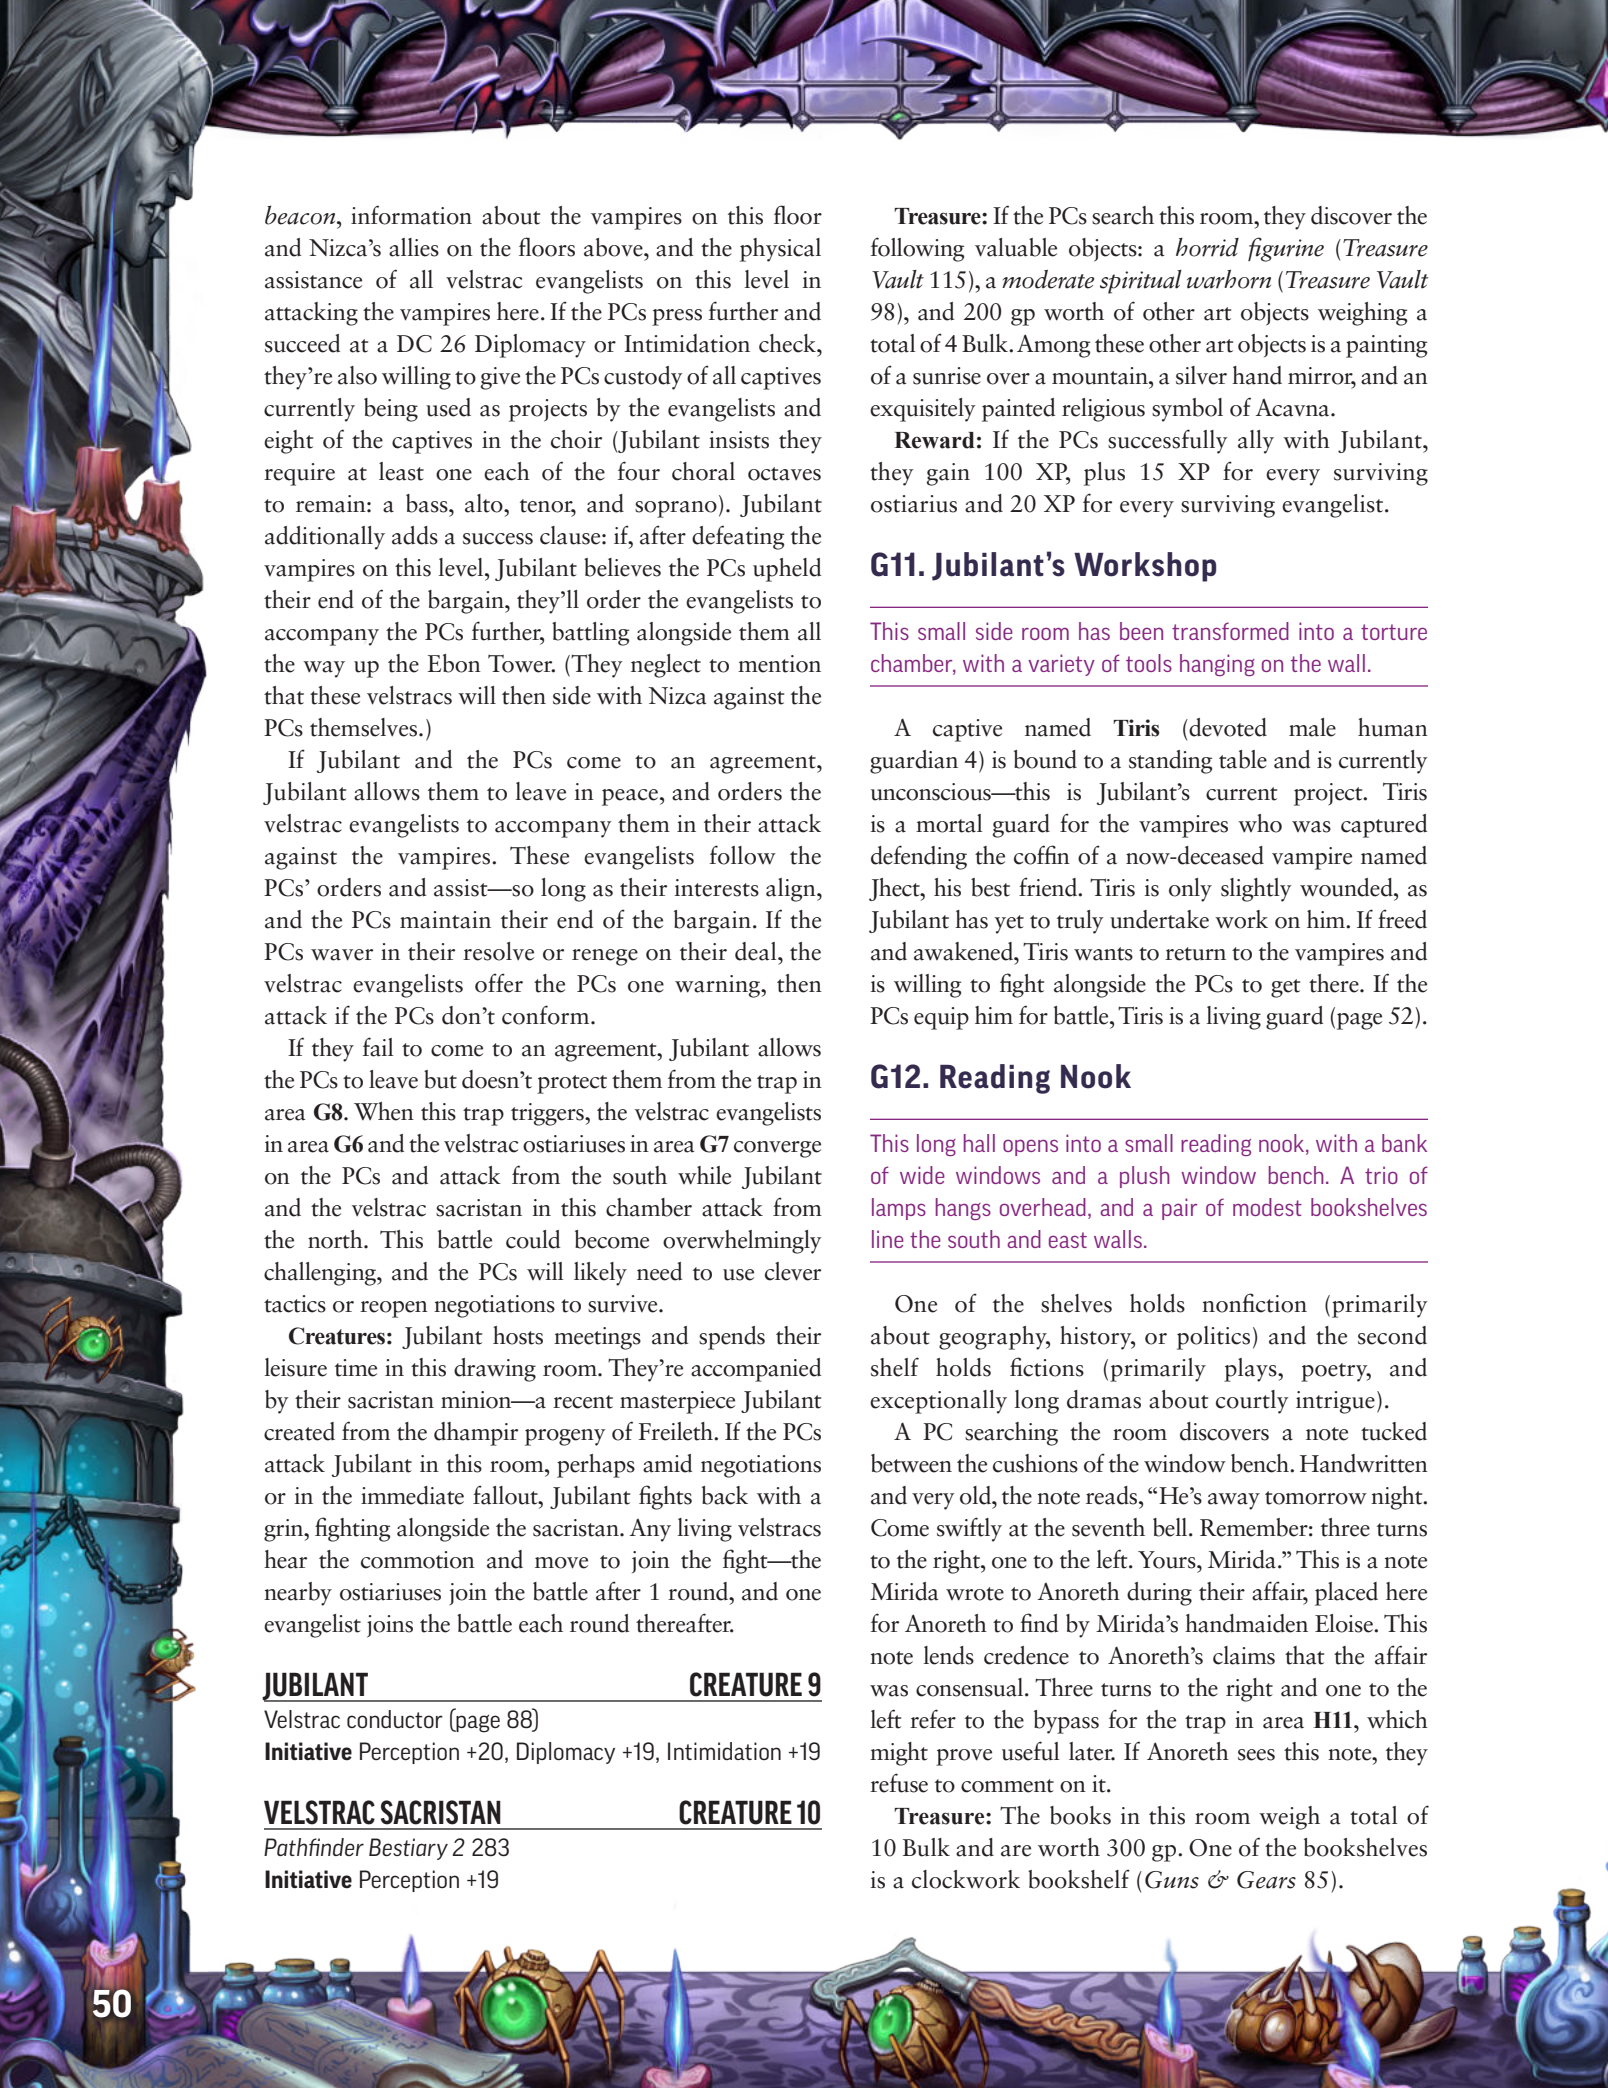 beacon, information about the vampires on this floor
and Nizca’s allies on the floors above, and the physical
assistance of all velstrac evangelists on this level in
attacking the vampires here. If the PCs press further and
succeed at a DC 26 Diplomacy or Intimidation check,
they’re also willing to give the PCs custody of all captives
currently being used as projects by the evangelists and
eight of the captives in the choir (Jubilant insists they
require at least one each of the four choral octaves
to remain: a bass, alto, tenor, and soprano). Jubilant
additionally adds a success clause: if, after defeating the
vampires on this level, Jubilant believes the PCs upheld
their end of the bargain, they’ll order the evangelists to
accompany the PCs further, battling alongside them all
the way up the Ebon Tower. (They neglect to mention
that these velstracs will then side with Nizca against the
PCs themselves.)
If Jubilant and the PCs come to an agreement,
Jubilant allows them to leave in peace, and orders the
velstrac evangelists to accompany them in their attack
against the vampires. These evangelists follow the
PCs’ orders and assist—so long as their interests align,
and the PCs maintain their end of the bargain. If the
PCs waver in their resolve or renege on their deal, the
velstrac evangelists offer the PCs one warning, then
attack if the PCs don’t conform.
If they fail to come to an agreement, Jubilant allows
the PCs to leave but doesn’t protect them from the trap in
area G8. When this trap triggers, the velstrac evangelists
in area G6 and the velstrac ostiariuses in area G7 converge
on the PCs and attack from the south while Jubilant
and the velstrac sacristan in this chamber attack from
the north. This battle could become overwhelmingly
challenging, and the PCs will likely need to use clever
tactics or reopen negotiations to survive.
Creatures: Jubilant hosts meetings and spends their
leisure time in this drawing room. They’re accompanied
by their sacristan minion—a recent masterpiece Jubilant
created from the dhampir progeny of Freileth. If the PCs
attack Jubilant in this room, perhaps amid negotiations
or in the immediate fallout, Jubilant fights back with a
grin, fighting alongside the sacristan. Any living velstracs
hear the commotion and move to join the fight—the
nearby ostiariuses join the battle after 1 round, and one
evangelist joins the battle each round thereafter.
JUBILANT CREATURE 9
Velstrac conductor (page 88)
Initiative Perception +20, Diplomacy +19, Intimidation +19
VELSTRAC SACRISTAN CREATURE 10
Pathfinder Bestiary 2 283
Initiative Perception +19
Treasure: If the PCs search this room, they discover the
following valuable objects: a horrid figurine (Treasure
Vault 115), a moderate spiritual warhorn (Treasure Vault
98), and 200 gp worth of other art objects weighing a
total of 4 Bulk. Among these other art objects is a painting
of a sunrise over a mountain, a silver hand mirror, and an
exquisitely painted religious symbol of Acavna.
Reward: If the PCs successfully ally with Jubilant,
they gain 100 XP, plus 15 XP for every surviving
ostiarius and 20 XP for every surviving evangelist.
G11. Jubilant’s Workshop
This small side room has been transformed into a torture
chamber, with a variety of tools hanging on the wall.
A captive named Tiris (devoted male human
guardian 4) is bound to a standing table and is currently
unconscious—this is Jubilant’s current project. Tiris
is a mortal guard for the vampires who was captured
defending the coffin of a now-deceased vampire named
Jhect, his best friend. Tiris is only slightly wounded, as
Jubilant has yet to truly undertake work on him. If freed
and awakened, Tiris wants to return to the vampires and
is willing to fight alongside the PCs to get there. If the
PCs equip him for battle, Tiris is a living guard (page 52).
G12. Reading Nook
This long hall opens into a small reading nook, with a bank
of wide windows and a plush window bench. A trio of
lamps hangs overhead, and a pair of modest bookshelves
line the south and east walls.
One of the shelves holds nonfiction (primarily
about geography, history, or politics) and the second
shelf holds fictions (primarily plays, poetry, and
exceptionally long dramas about courtly intrigue).
A PC searching the room discovers a note tucked
between the cushions of the window bench. Handwritten
and very old, the note reads, “He’s away tomorrow night.
Come swiftly at the seventh bell. Remember: three turns
to the right, one to the left. Yours, Mirida.” This is a note
Mirida wrote to Anoreth during their affair, placed here
for Anoreth to find by Mirida’s handmaiden Eloise. This
note lends credence to Anoreth’s claims that the affair
was consensual. Three turns to the right and one to the
left refer to the bypass for the trap in area H11, which
might prove useful later. If Anoreth sees this note, they
refuse to comment on it.
Treasure: The books in this room weigh a total of
10 Bulk and are worth 300 gp. One of the bookshelves
is a clockwork bookshelf (Guns & Gears 85).
50